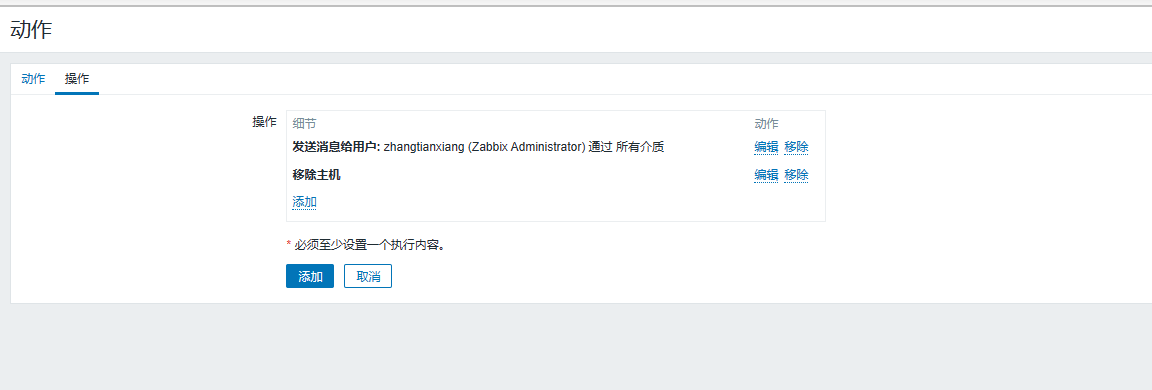 动作
动作 操作
操作 细节 动作
发送消息给用户: zhangtianxiang (Zabbix Administrator) 通过 所有介质 编辑 移除
移除主机 编辑 移除
添加
* 必须至少设置一个执行内容。
添加 取消